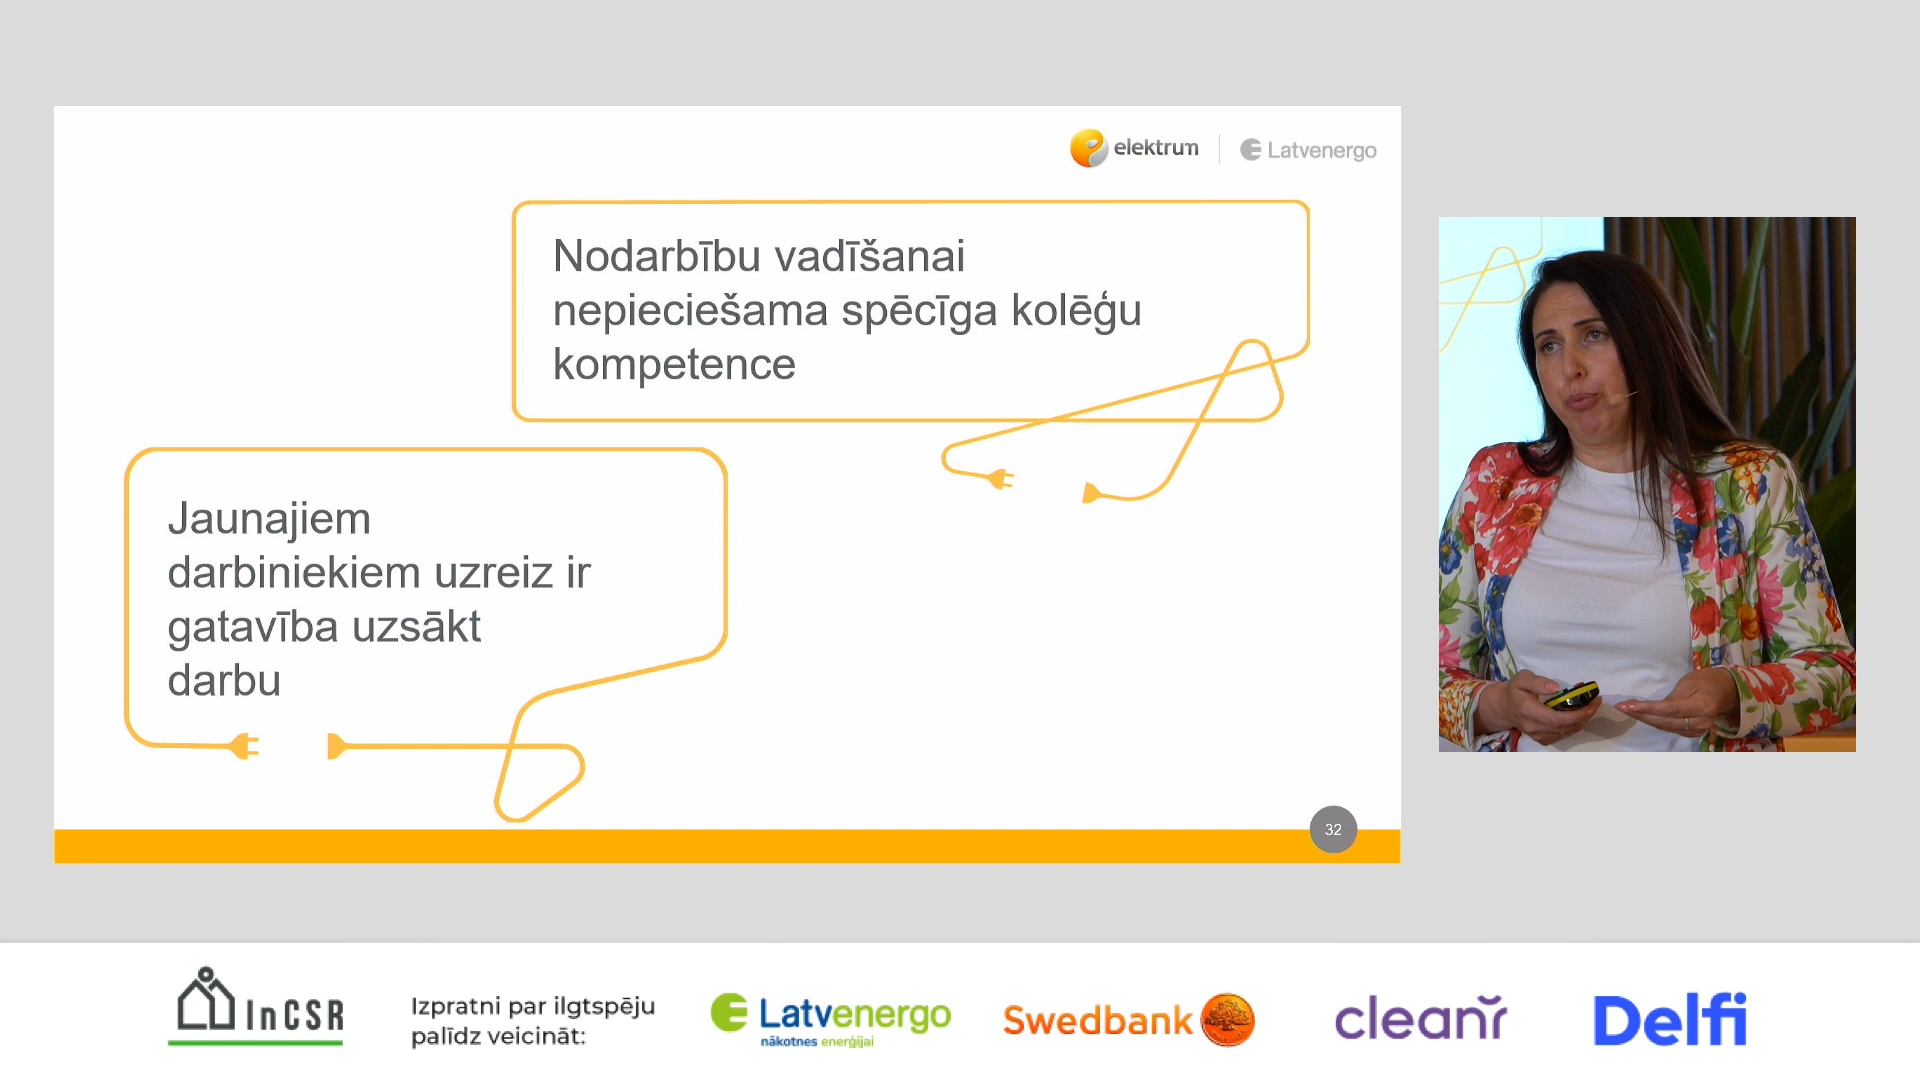 elektrum
Latvenergo
Nodarbību vadīšanai
nepieciešama spēcīga kolēģu
kompetence
Jaunajiem
darbiniekiem uzreiz ir
gatavība uzsākt
darbu
32
InCSR
Izpratni par ilgtspēju
palīdz veicināt:
Latvenergo
nākotnes enerģijai
Swedbank
cleanr
Delfi